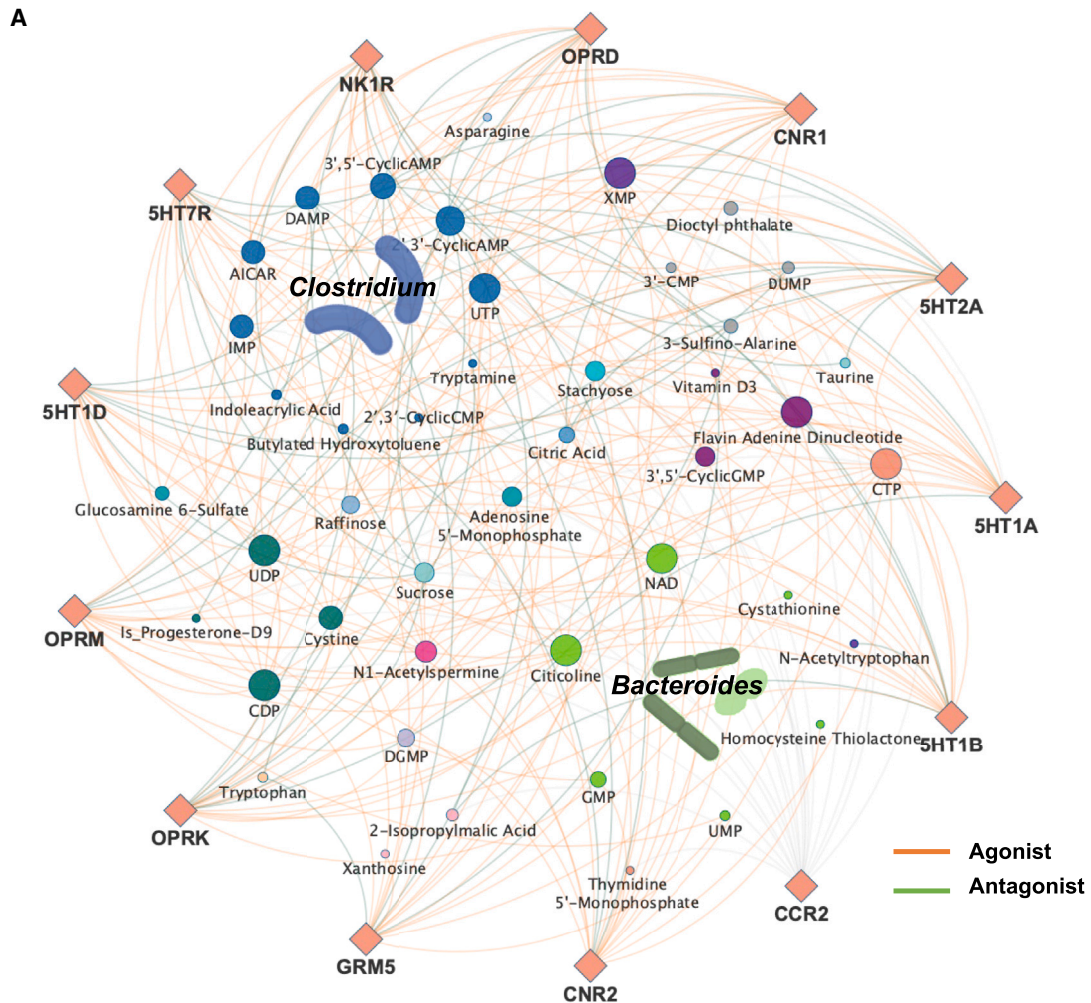 A
OPRD
NK1R
CNR1
Asparagine
3',5'-CyclicAMP
XMP
5HT7R
DAMP
Dioctyl phthalate
2',3'-CyclicAMP
AICAR
3'-CMP
DUMP
Clostridium
5HT2A
UTP
IMP
3-Sulfino-Alarine
Tryptamine
Stachyose
Vitamin D3
Taurine
5HT1D
Indoleacrylic Acid
2',3'-CyclicCMP
Butylated Hydroxytoluene
Citric Acid
Flavin Adenine Dinucleotide
3',5'-CyclicGMP
CTP
Glucosamine 6-Sulfate
Raffinose
Adenosine
5'-Monophosphate
5HT1A
UDP
NAD
Sucrose
Cystathionine
OPRM
Is_Progesterone-D9
Cystine
N1-Acetylspermine
Citicoline
N-Acetyltryptophan
Bacteroides
CDP
Homocysteine Thiolactone
5HT1B
DGMP
Tryptophan
GMP
OPRK
2-Isopropylmalic Acid
UMP
Xanthosine
Agonist
Thymidine
5'-Monophosphate
Antagonist
CCR2
GRM5
CNR2